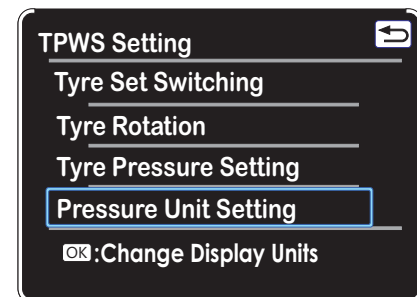 TPWS Setting
Tyre Set Switching
Tyre Rotation
Tyre Pressure Setting
Pressure Unit Setting
OK:Change Display Units